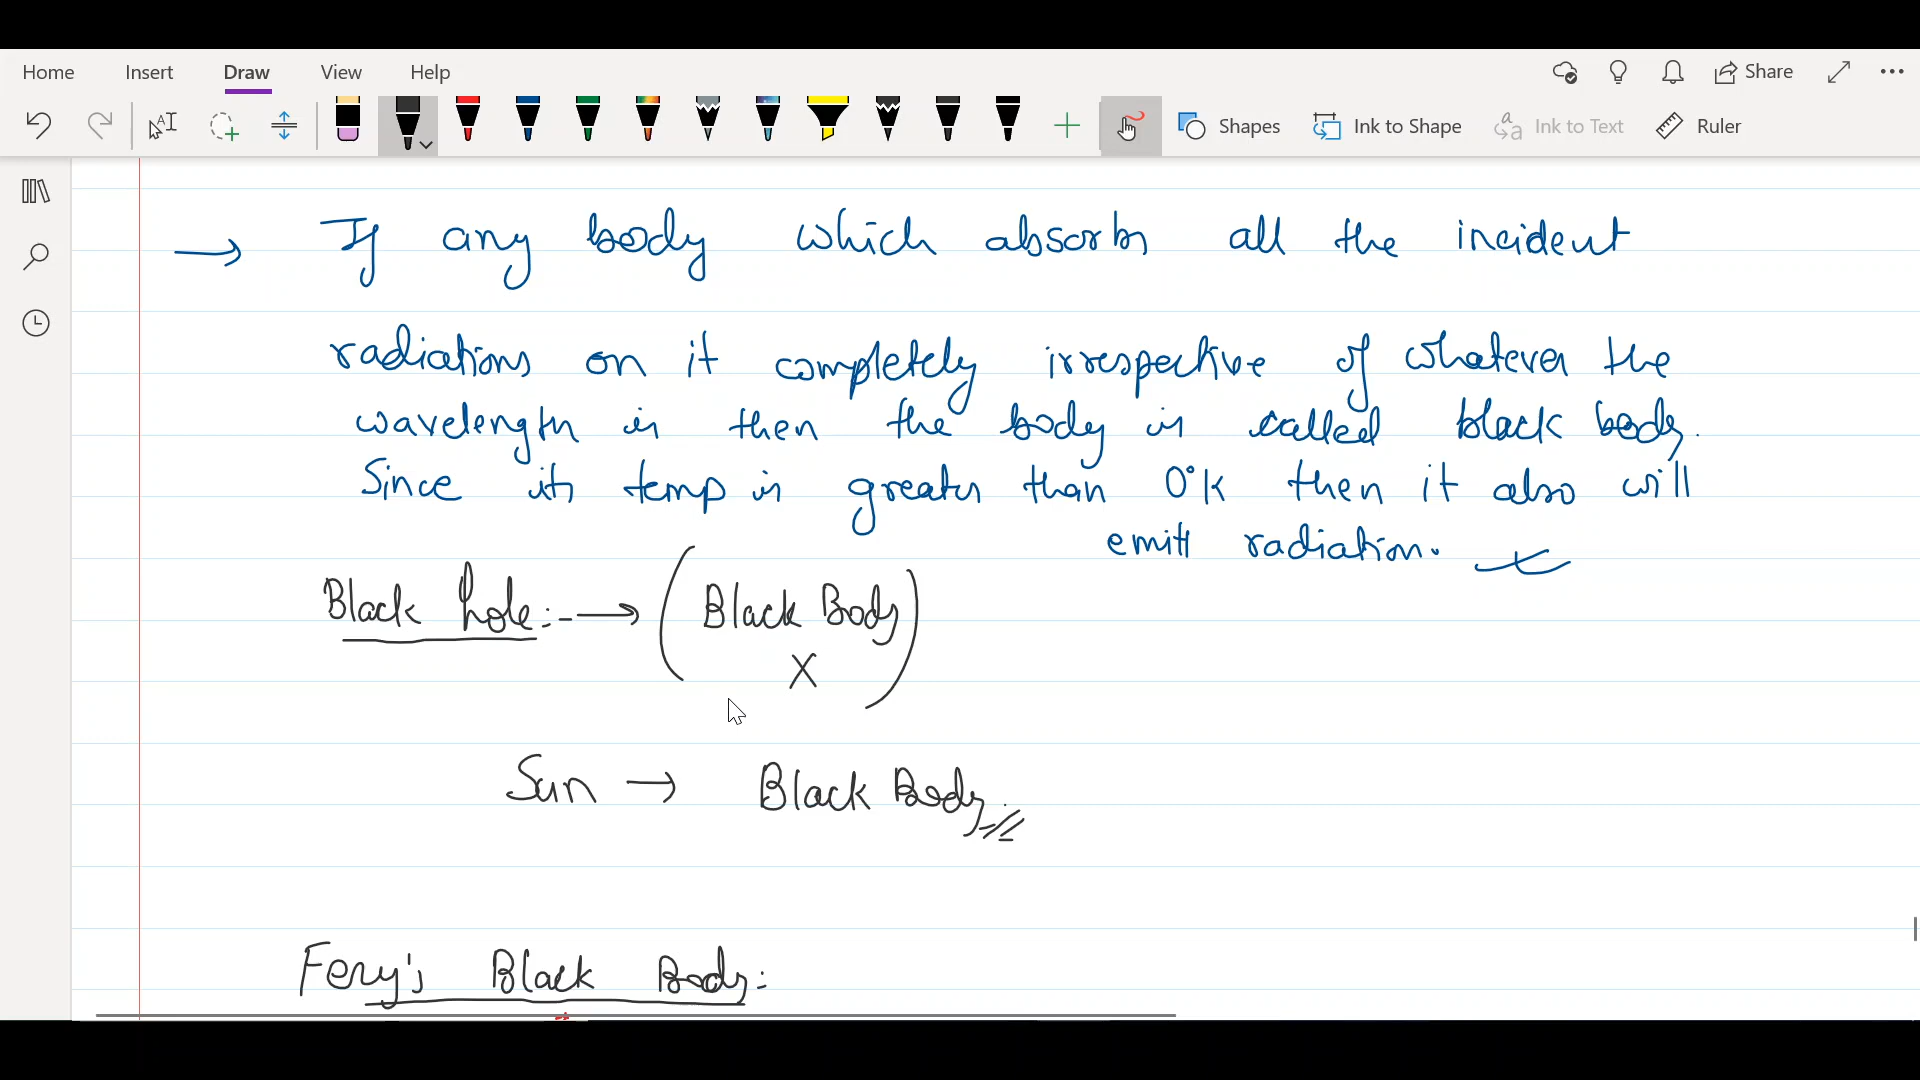 Home Insert Draw View Help Share
Shapes Ink to Shape Ink to Text Ruler
→ If any body which absorbs all the incident
radiations on it completely irrespective of whatever the
wavelength is then the body is called black body.
Since its temp is greater than 0°K then it also will
emitt radiation.
Black hole:- → (Black Body)
X
Sun → Black Body
Fery's Black Body: